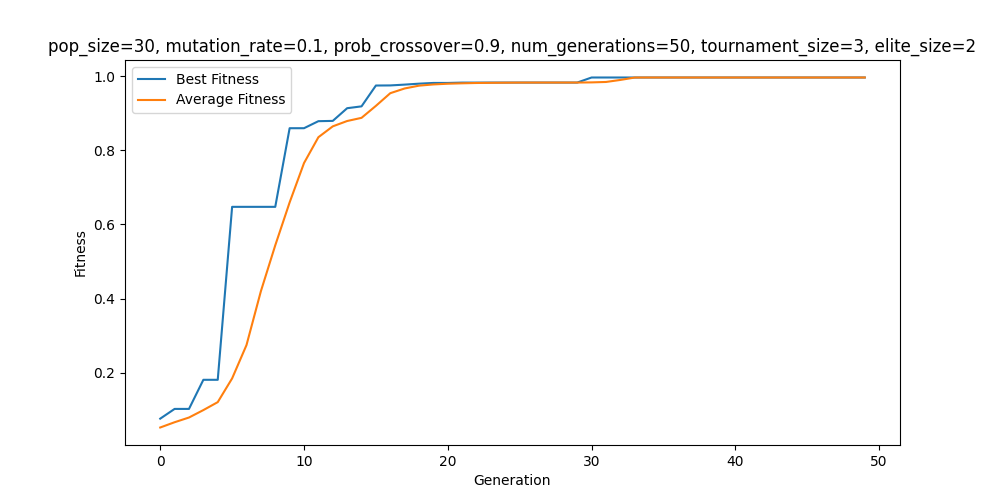 pop_size=30, mutation_rate=0.1, prob_crossover=0.9, num_generations=50, tournament_size=3, elite_size=2
Best Fitness
Average Fitness
1.0
0.8
0.6
0.4
0.2
Fitness
0 10 20 30 40 50
Generation